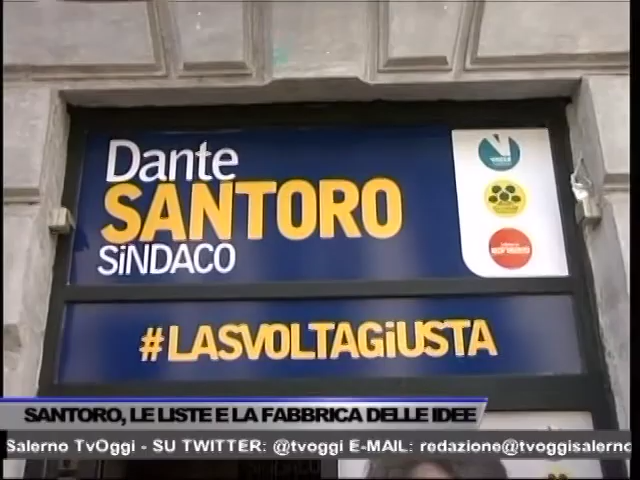 Dante
SANTORO
SiNDACO
#LASVOLTAGiUSTA
SANTORO, LE LISTE E LA FABBRICA DELLE IDEE
Salerno TvOggi - SU TWITTER: @tvoggi E-MAIL: redazione@tvoggisalerno